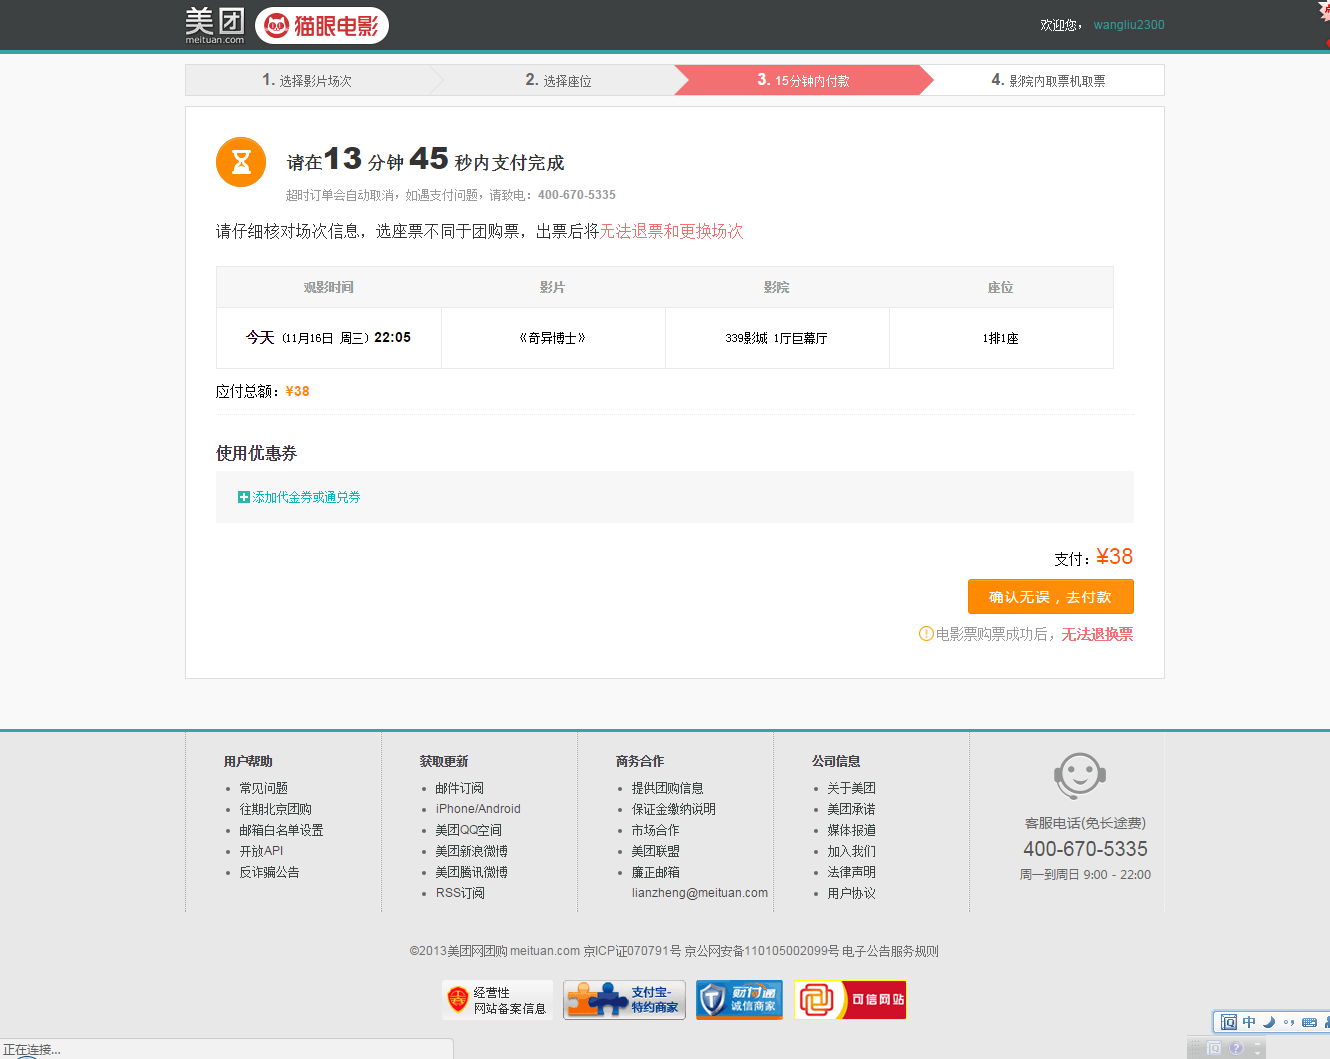 美团
meituan.com
猫眼电影
欢迎您， wangliu2300
1. 选择影片场次
2. 选择座位
3. 15分钟内付款
4. 影院内取票机取票
请在13 分钟 45 秒内支付完成
超时订单会自动取消，如遇支付问题，请致电：400-670-5335
请仔细核对场次信息，选座票不同于团购票，出票后将无法退票和更换场次
观影时间 影片 影院 座位
今天（11月16日 周三）22:05 《奇异博士》 339影城 1厅巨幕厅 1排1座
应付总额：¥38
使用优惠券
添加代金券或通兑券
支付：¥38
确认无误，去付款
电影票购票成功后，无法退换票
用户帮助
常见问题
往期北京团购
邮箱白名单设置
开放API
反诈骗公告
获取更新
邮件订阅
iPhone/Android
美团QQ空间
美团新浪微博
美团腾讯微博
RSS订阅
商务合作
提供团购信息
保证金缴纳说明
市场合作
美团联盟
廉正邮箱
lianzheng@meituan.com
公司信息
关于美团
美团承诺
媒体报道
加入我们
法律声明
用户协议
客服电话(免长途费)
400-670-5335
周一到周日 9:00 - 22:00
©2013美团网团购 meituan.com 京ICP证070791号 京公网安备110105002099号 电子公告服务规则
经营性
网站备案信息
支付宝-
特约商家
财付通
诚信商家
可信网站
中
正在连接...